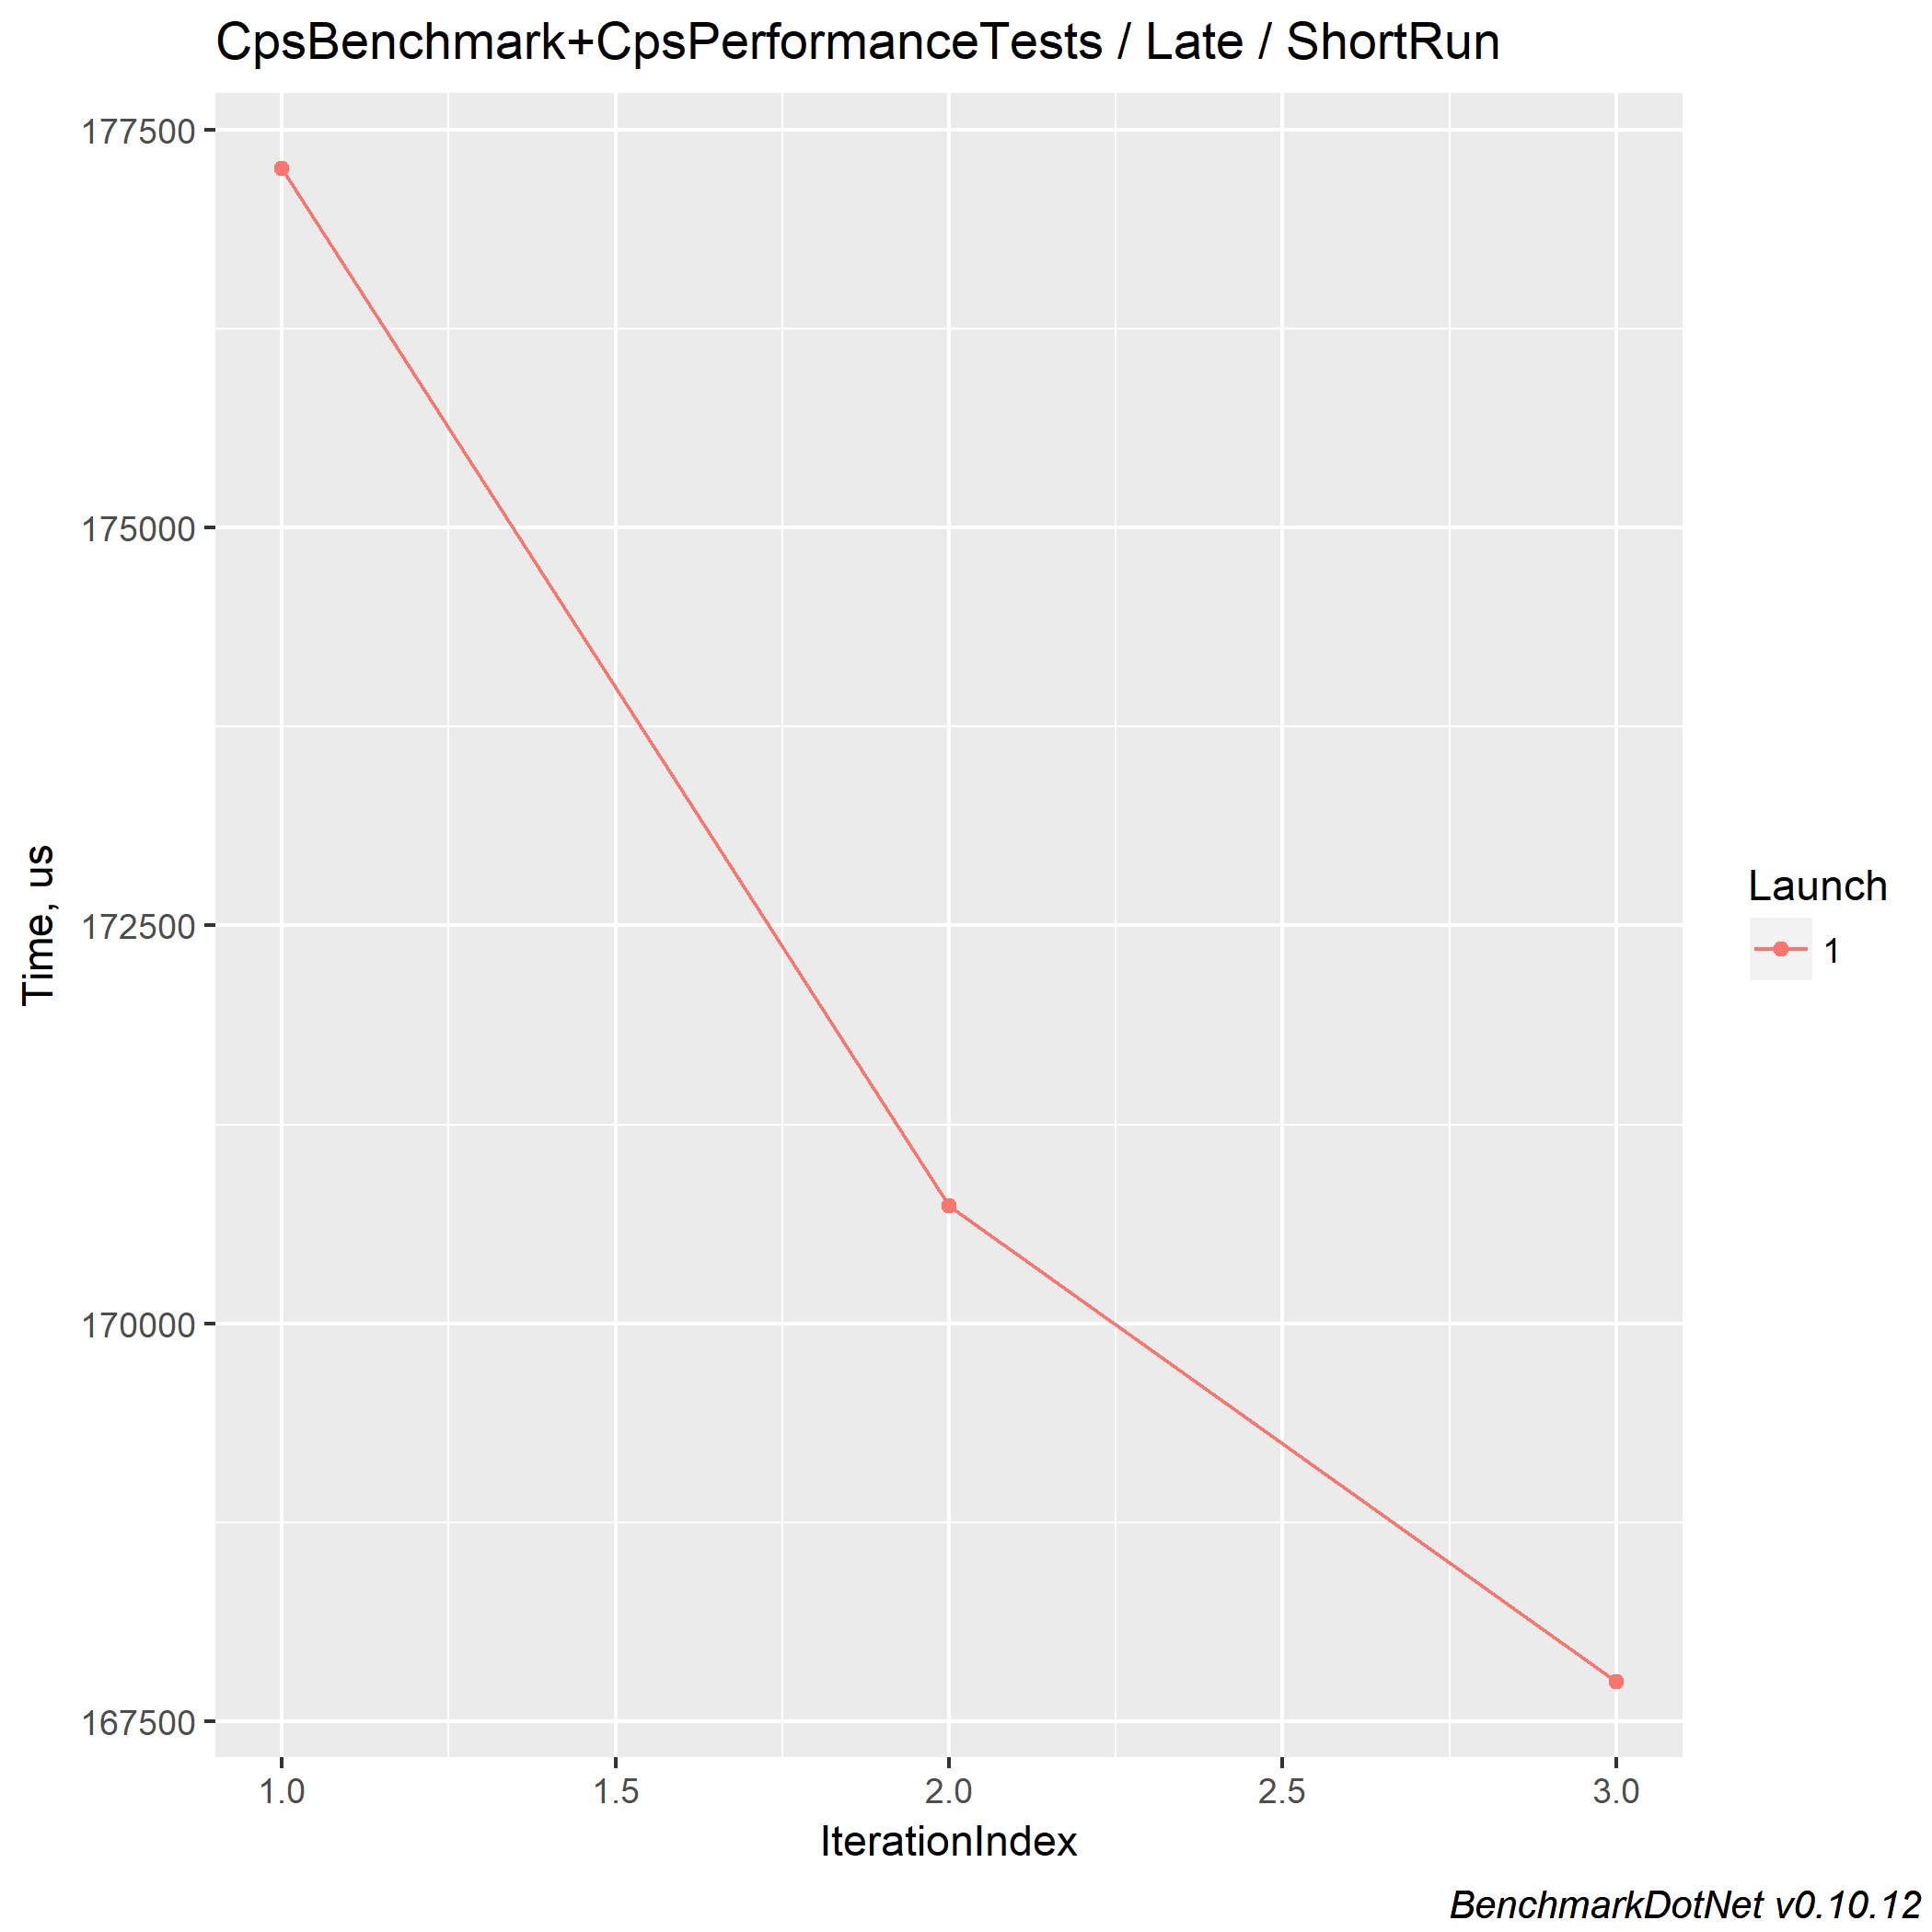 CpsBenchmark+CpsPerformanceTests / Late / ShortRun
Time, us
177500
175000
172500
170000
167500
1.0 1.5 2.0 2.5 3.0
IterationIndex
Launch
1
BenchmarkDotNet v0.10.12